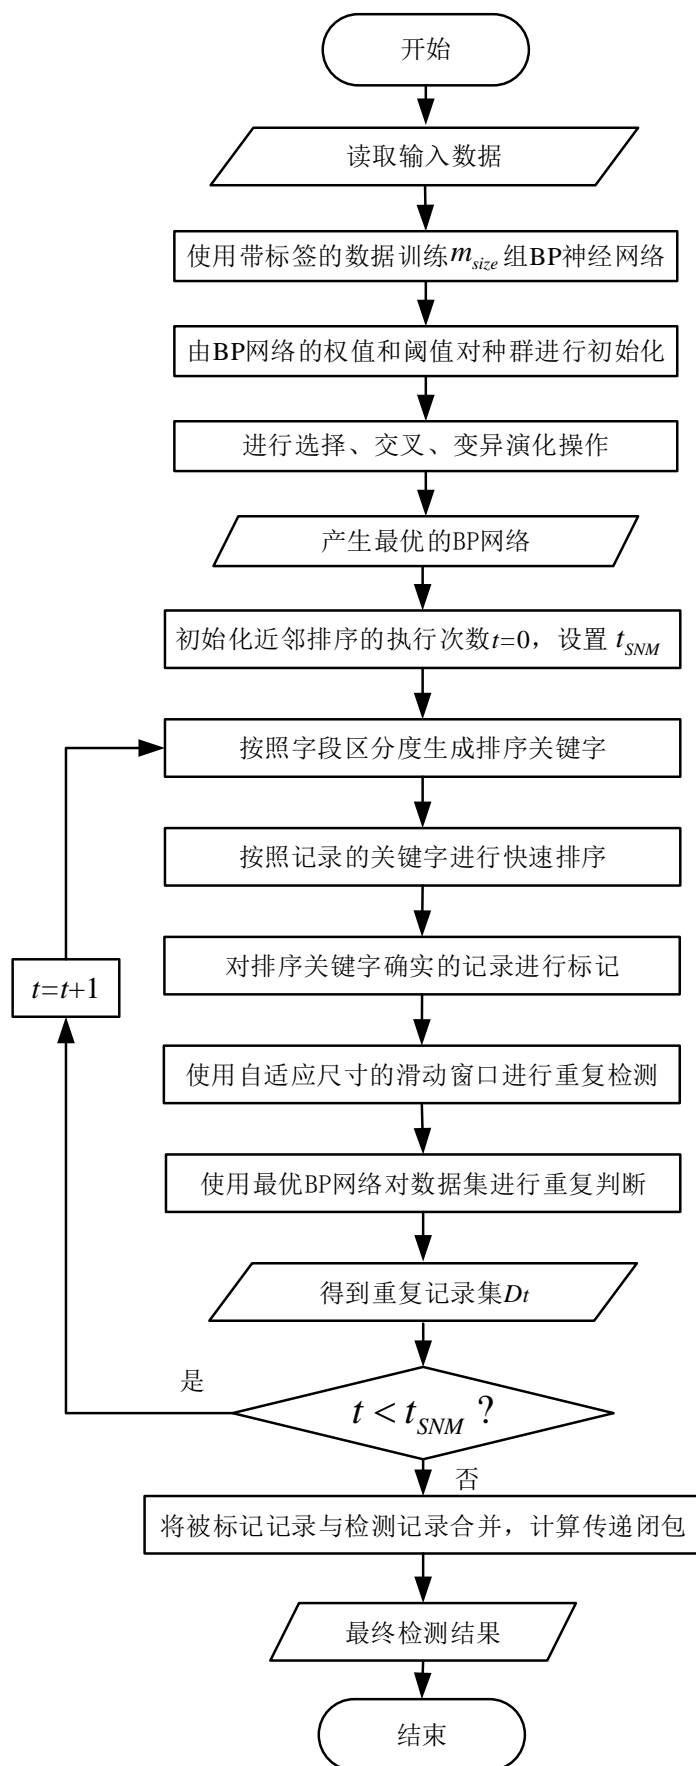 开始
读取输入数据
使用带标签的数据训练m_size组BP神经网络
由BP网络的权值和阈值对种群进行初始化
进行选择、交叉、变异演化操作
产生最优的BP网络
初始化近邻排序的执行次数t=0，设置 t_SNM
按照字段区分度生成排序关键字
按照记录的关键字进行快速排序
对排序关键字确实的记录进行标记
t=t+1
使用自适应尺寸的滑动窗口进行重复检测
使用最优BP网络对数据集进行重复判断
得到重复记录集Dt
是
t < t_SNM ?
否
将被标记记录与检测记录合并，计算传递闭包
最终检测结果
结束